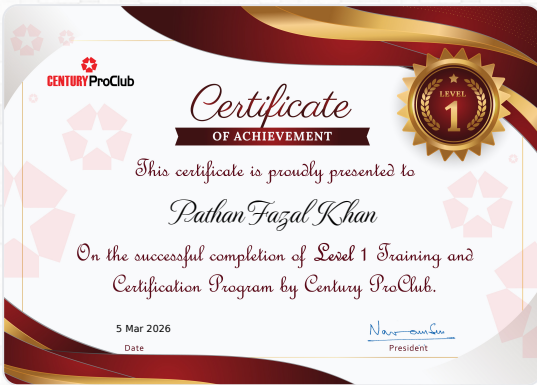 CENTURY ProClub
LEVEL
1
Certificate
OF ACHIEVEMENT
This certificate is proudly presented to
Pathan Fazal Khan
On the successful completion of Level 1 Training and
Certification Program by Century ProClub.
5 Mar 2026
Date
President